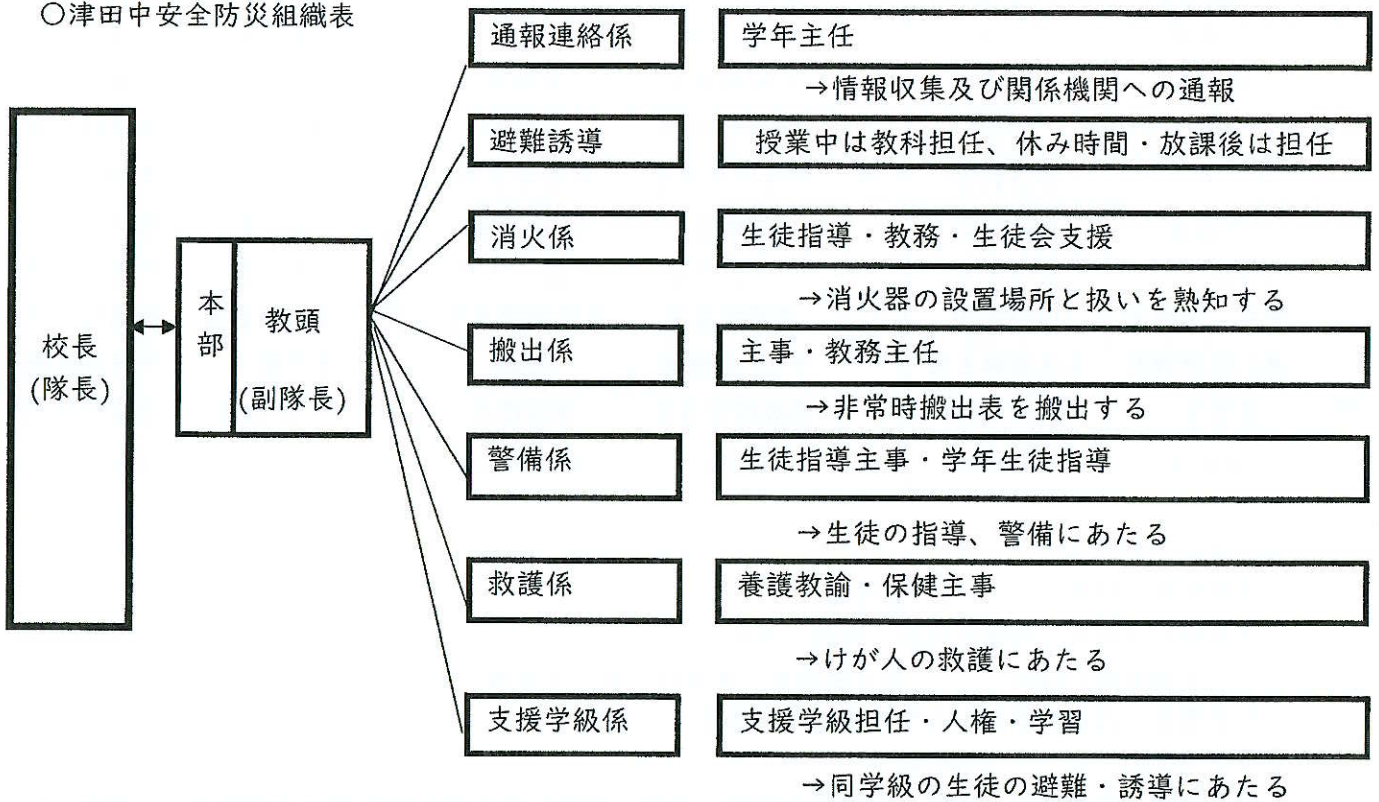 ○津田中安全防災組織表
校長
(隊長)
本部
教頭
(副隊長)
通報連絡係
学年主任
→情報収集及び関係機関への通報
避難誘導
授業中は教科担任、休み時間・放課後は担任
消火係
生徒指導・教務・生徒会支援
→消火器の設置場所と扱いを熟知する
搬出係
主事・教務主任
→非常時搬出表を搬出する
警備係
生徒指導主事・学年生徒指導
→生徒の指導、警備にあたる
救護係
養護教諭・保健主事
→けが人の救護にあたる
支援学級係
支援学級担任・人権・学習
→同学級の生徒の避難・誘導にあたる